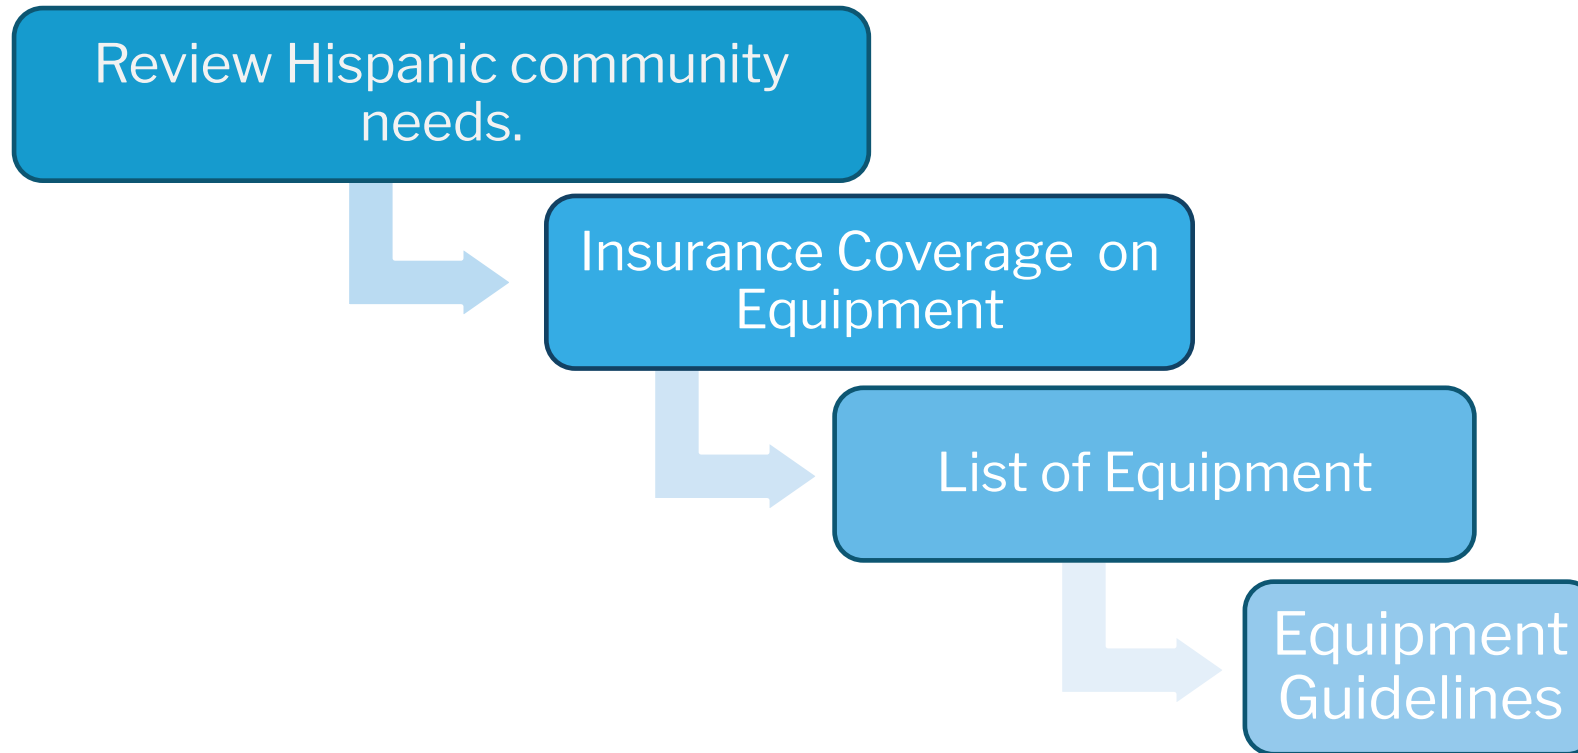 Review Hispanic community
needs.
Insurance Coverage  on
Equipment
List of Equipment
Equipment
Guidelines